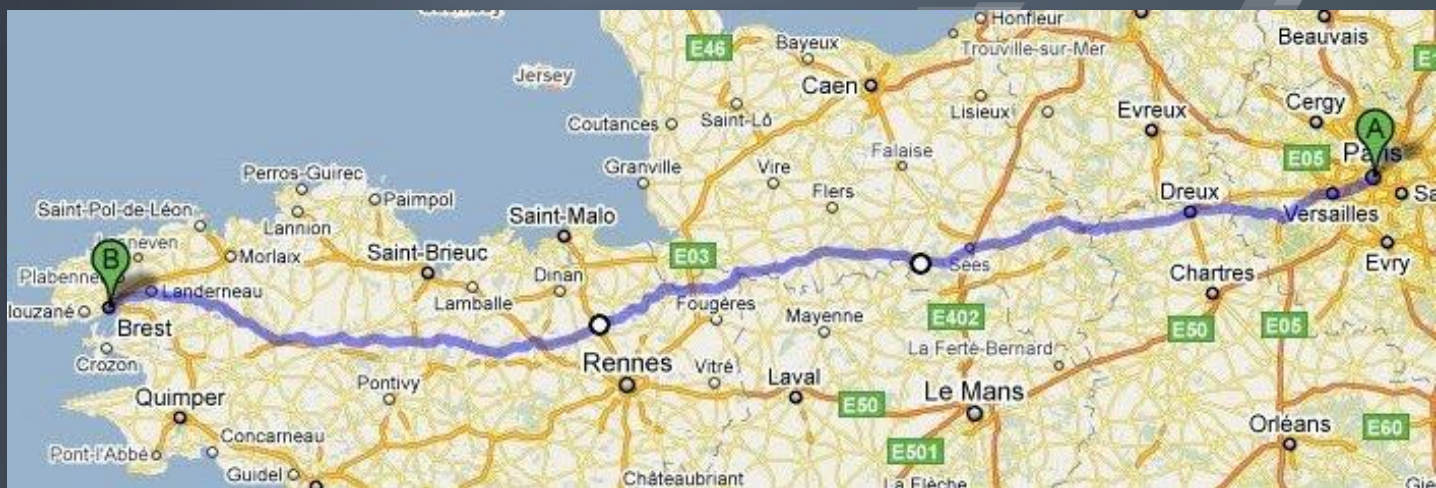 Honfleur
E46
Bayeux
Trouville-sur-Mer
Beauvais
Jersey
Caen
Lisieux
Evreux
Cergy
Coutances
Saint-Lô
A
Granville
Vire
Falaise
E05
Paris
Perros-Guirec
Flers
Dreux
Versailles
Paimpol
Saint-Pol-de-Léon
Lannion
Saint-Malo
B
Morlaix
Saint-Brieuc
E03
Sées
Evry
Plabenne
Landerneau
Dinan
Chartres
Lamballe
Fougères
louzané
Brest
Mayenne
E402
E50
E05
Crozon
Rennes
Vitré
La Ferté-Bernard
Pontivy
Laval
Le Mans
Quimper
E50
Orléans
E60
Concarneau
Pont-l'Abbé
E501
Guidel
Châteaubriant
La Flèche